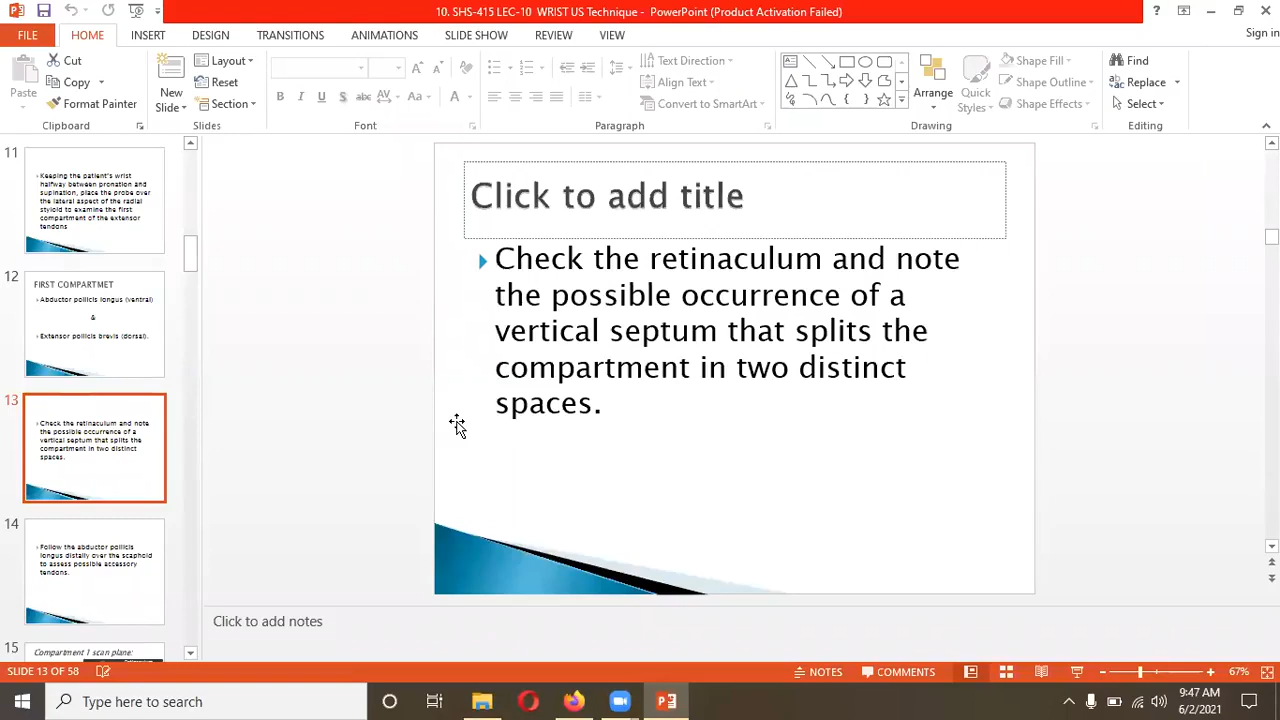 10. SHS-415 LEC-10 WRIST US Technique - PowerPoint (Product Activation Failed)
FILE HOME INSERT DESIGN TRANSITIONS ANIMATIONS SLIDE SHOW REVIEW VIEW
Sign in
Paste
Cut
Copy
Format Painter
Clipboard
New Slide
Layout
Reset
Section
Slides
Font
Text Direction
Align Text
Convert to SmartArt
Paragraph
Arrange
Quick Styles
Shape Fill
Shape Outline
Shape Effects
Drawing
Find
Replace
Select
Editing
11
Keeping the patient's wrist
halfway between pronation and
supination, place the probe over
the lateral aspect of the radial
styloid to examine the first
compartment of the extensor
tendons
12
FIRST COMPARTMET
Abductor pollicis longus (ventral)
&
Extensor pollicis brevis (dorsal).
13
Check the retinaculum and note
the possible occurrence of a
vertical septum that splits the
compartment in two distinct
spaces.
14
Follow the abductor pollicis
longus distally over the scaphoid
to assess possible accessory
tendons.
15
Compartment 1 scan plane:
Click to add title
Check the retinaculum and note
the possible occurrence of a
vertical septum that splits the
compartment in two distinct
spaces.
Click to add notes
SLIDE 13 OF 58
NOTES
COMMENTS
67%
Type here to search
9:47 AM
6/2/2021